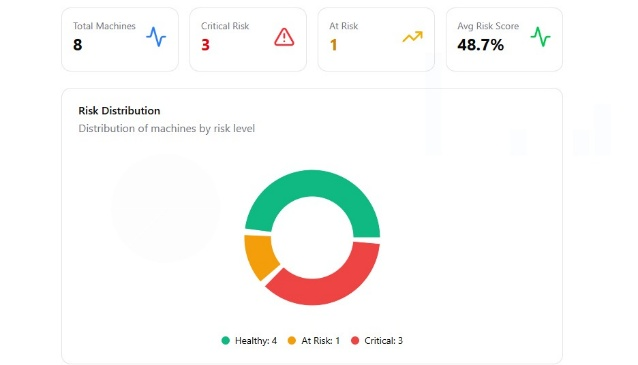 Total Machines
8
Critical Risk
3
At Risk
1
Avg Risk Score
48.7%
Risk Distribution
Distribution of machines by risk level
Healthy: 4 At Risk: 1 Critical: 3